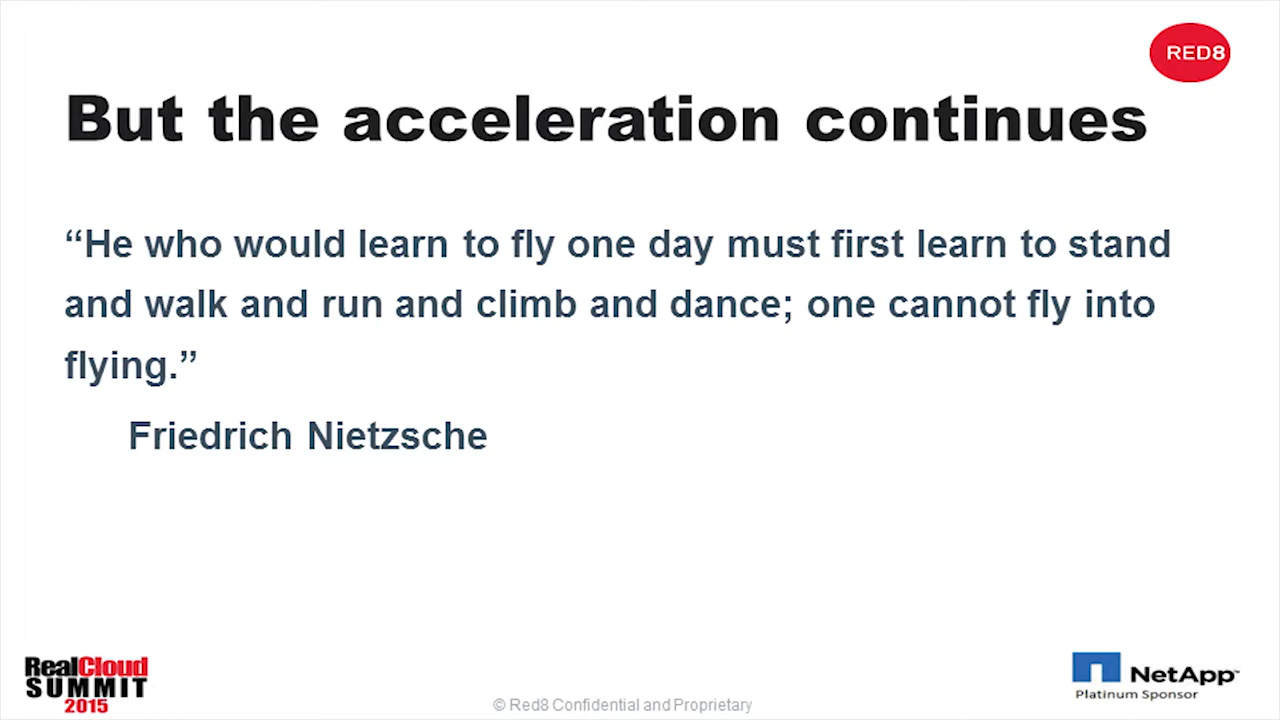 RED8
But the acceleration continues
“He who would learn to fly one day must first learn to stand
and walk and run and climb and dance; one cannot fly into
flying.”
Friedrich Nietzsche
RealCloud
SUMMIT
2015
© Red8 Confidential and Proprietary
NetApp™
Platinum Sponsor